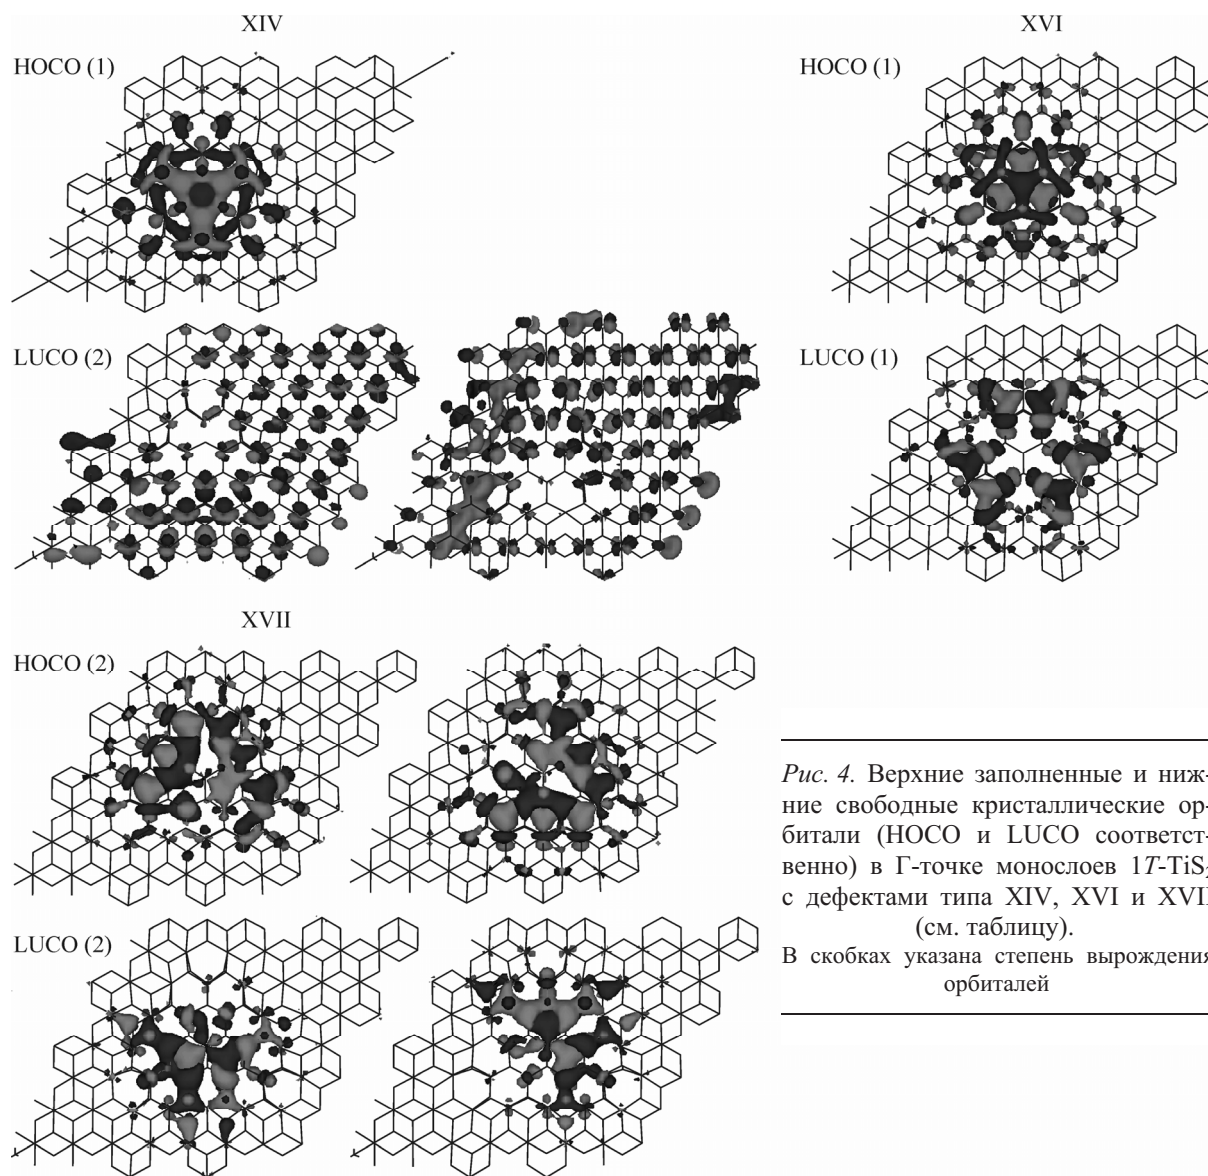 XIV
XVI
HOCO (1)
HOCO (1)
LUCO (2)
LUCO (1)
XVII
HOCO (2)
LUCO (2)
Рис. 4. Верхние заполненные и ниж-
ние свободные кристаллические ор-
битали (HOCO и LUCO соответст-
венно) в Γ-точке монослоев 1T-TiS₂
с дефектами типа XIV, XVI и XVII
(см. таблицу).
В скобках указана степень вырождения
орбиталей